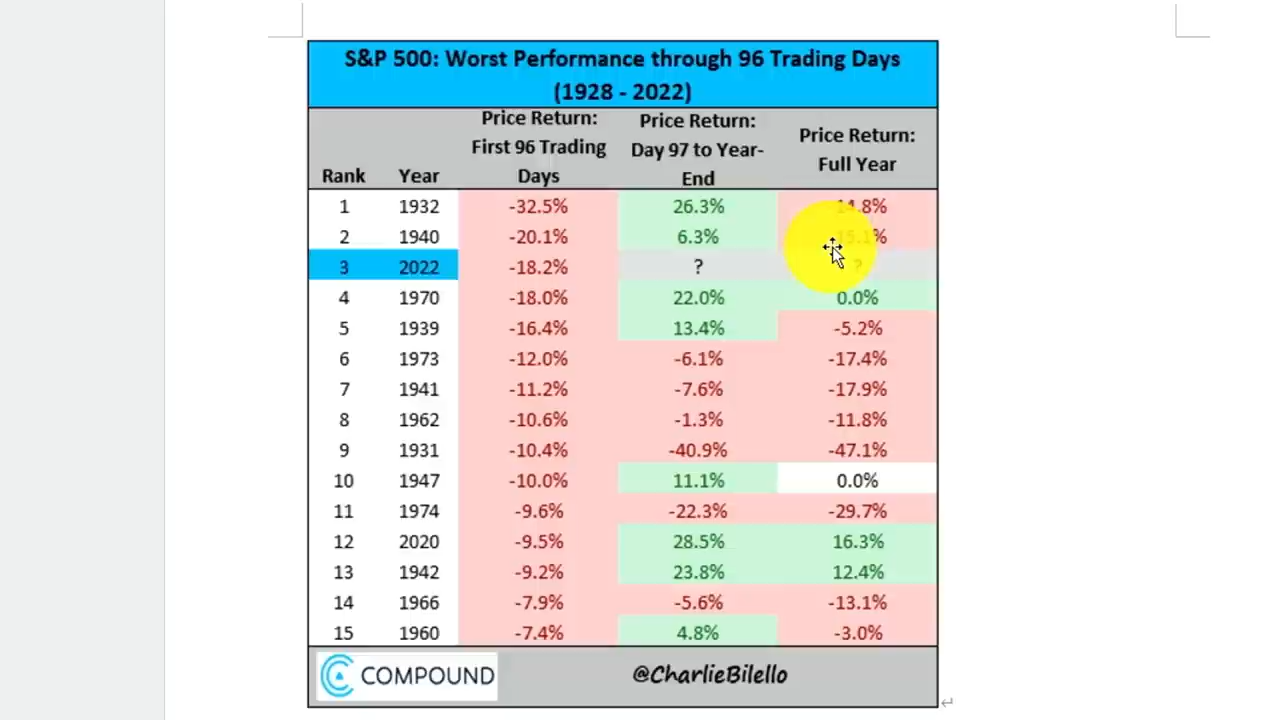 S&P 500: Worst Performance through 96 Trading Days
(1928 - 2022)
Rank Year Price Return: First 96 Trading Days Price Return: Day 97 to Year-End Price Return: Full Year
1 1932 -32.5% 26.3% -14.8%
2 1940 -20.1% 6.3% -15.1%
3 2022 -18.2% ? ?
4 1970 -18.0% 22.0% 0.0%
5 1939 -16.4% 13.4% -5.2%
6 1973 -12.0% -6.1% -17.4%
7 1941 -11.2% -7.6% -17.9%
8 1962 -10.6% -1.3% -11.8%
9 1931 -10.4% -40.9% -47.1%
10 1947 -10.0% 11.1% 0.0%
11 1974 -9.6% -22.3% -29.7%
12 2020 -9.5% 28.5% 16.3%
13 1942 -9.2% 23.8% 12.4%
14 1966 -7.9% -5.6% -13.1%
15 1960 -7.4% 4.8% -3.0%
COMPOUND @CharlieBilello